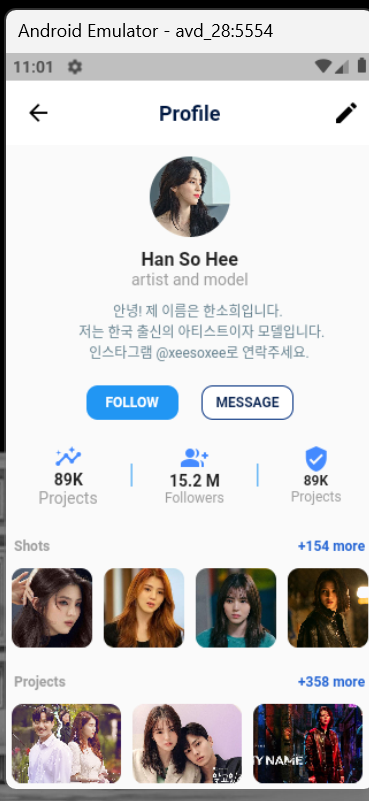 Android Emulator - avd_28:5554
11:01
Profile
Han So Hee
artist and model
안녕! 제 이름은 한소희입니다.
저는 한국 출신의 아티스트이자 모델입니다.
인스타그램 @xeesoxee로 연락주세요.
FOLLOW MESSAGE
89K 15.2 M 89K
Projects Followers Projects
Shots +154 more
Projects +358 more
Y NAME